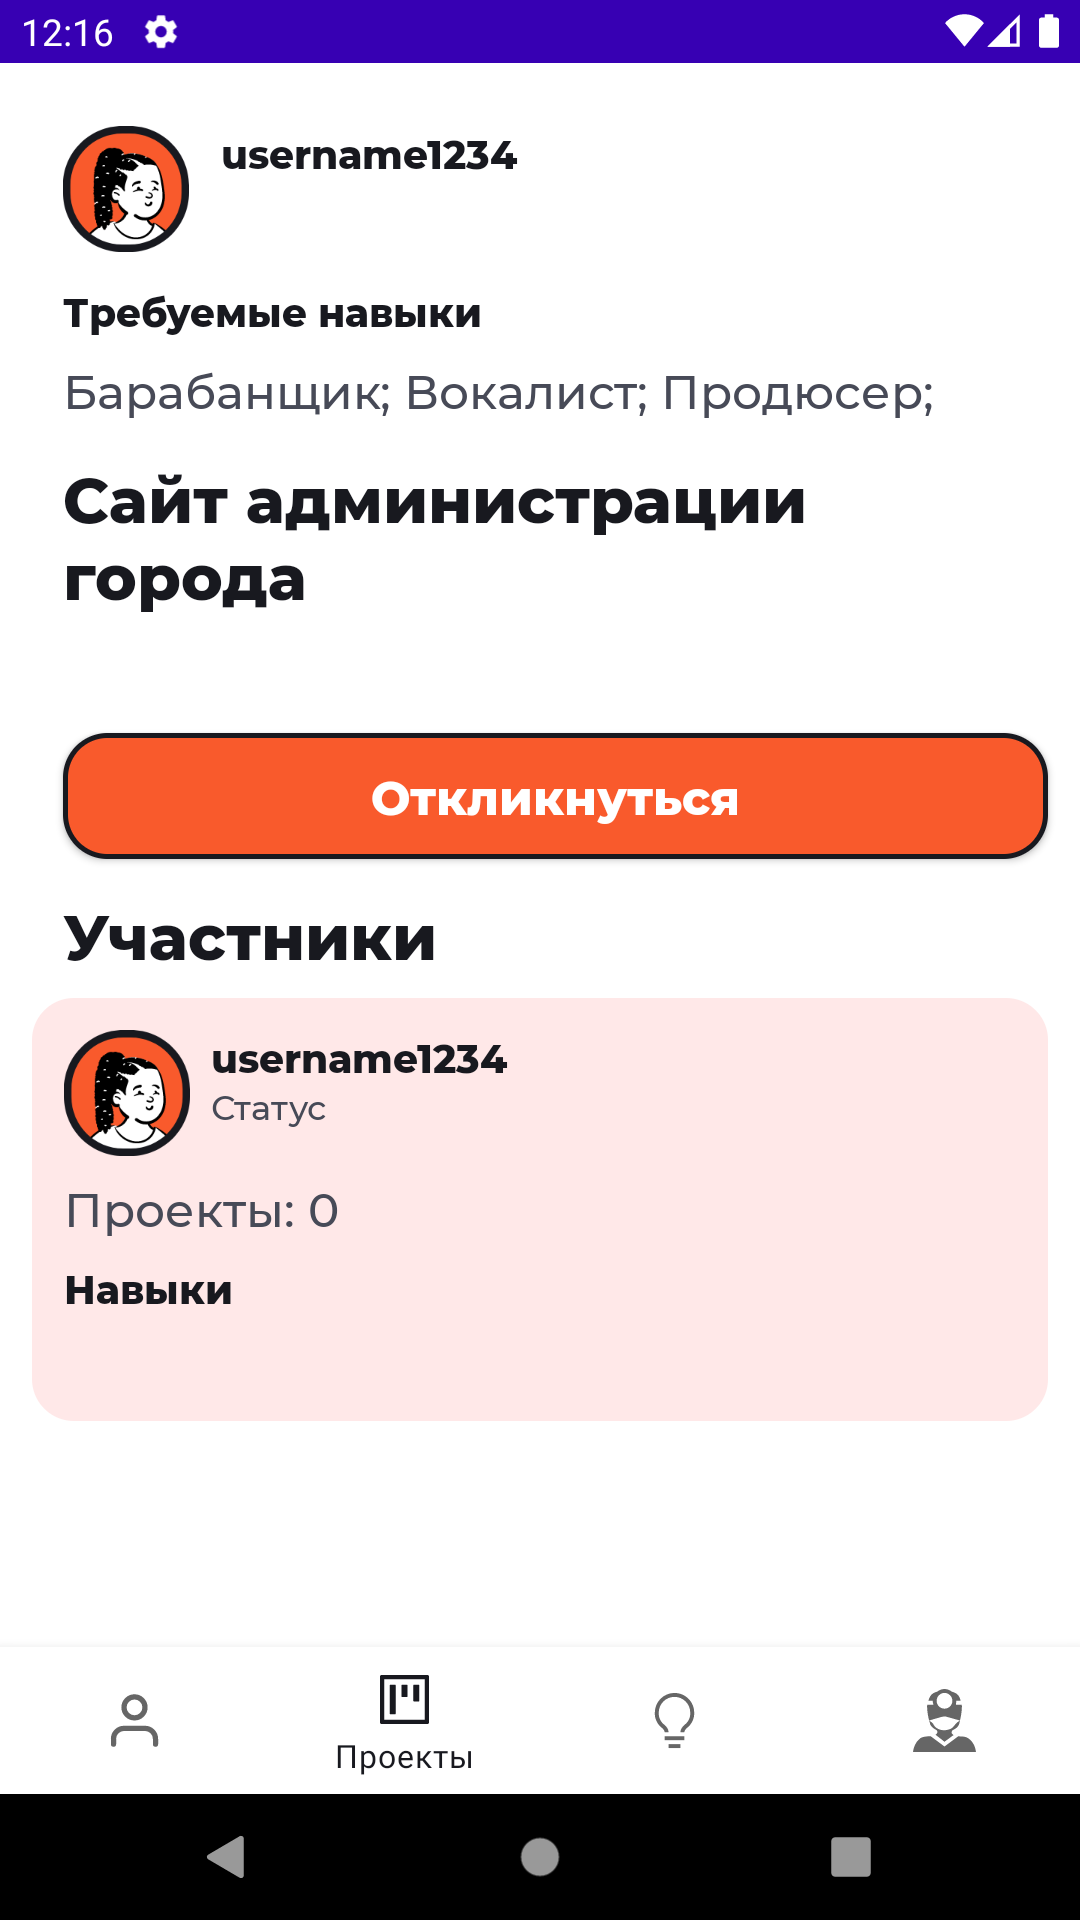 12:16
username1234
Требуемые навыки
Барабанщик; Вокалист; Продюсер;
Сайт администрации
города
Откликнуться
Участники
username1234
Статус
Проекты: 0
Навыки
Проекты